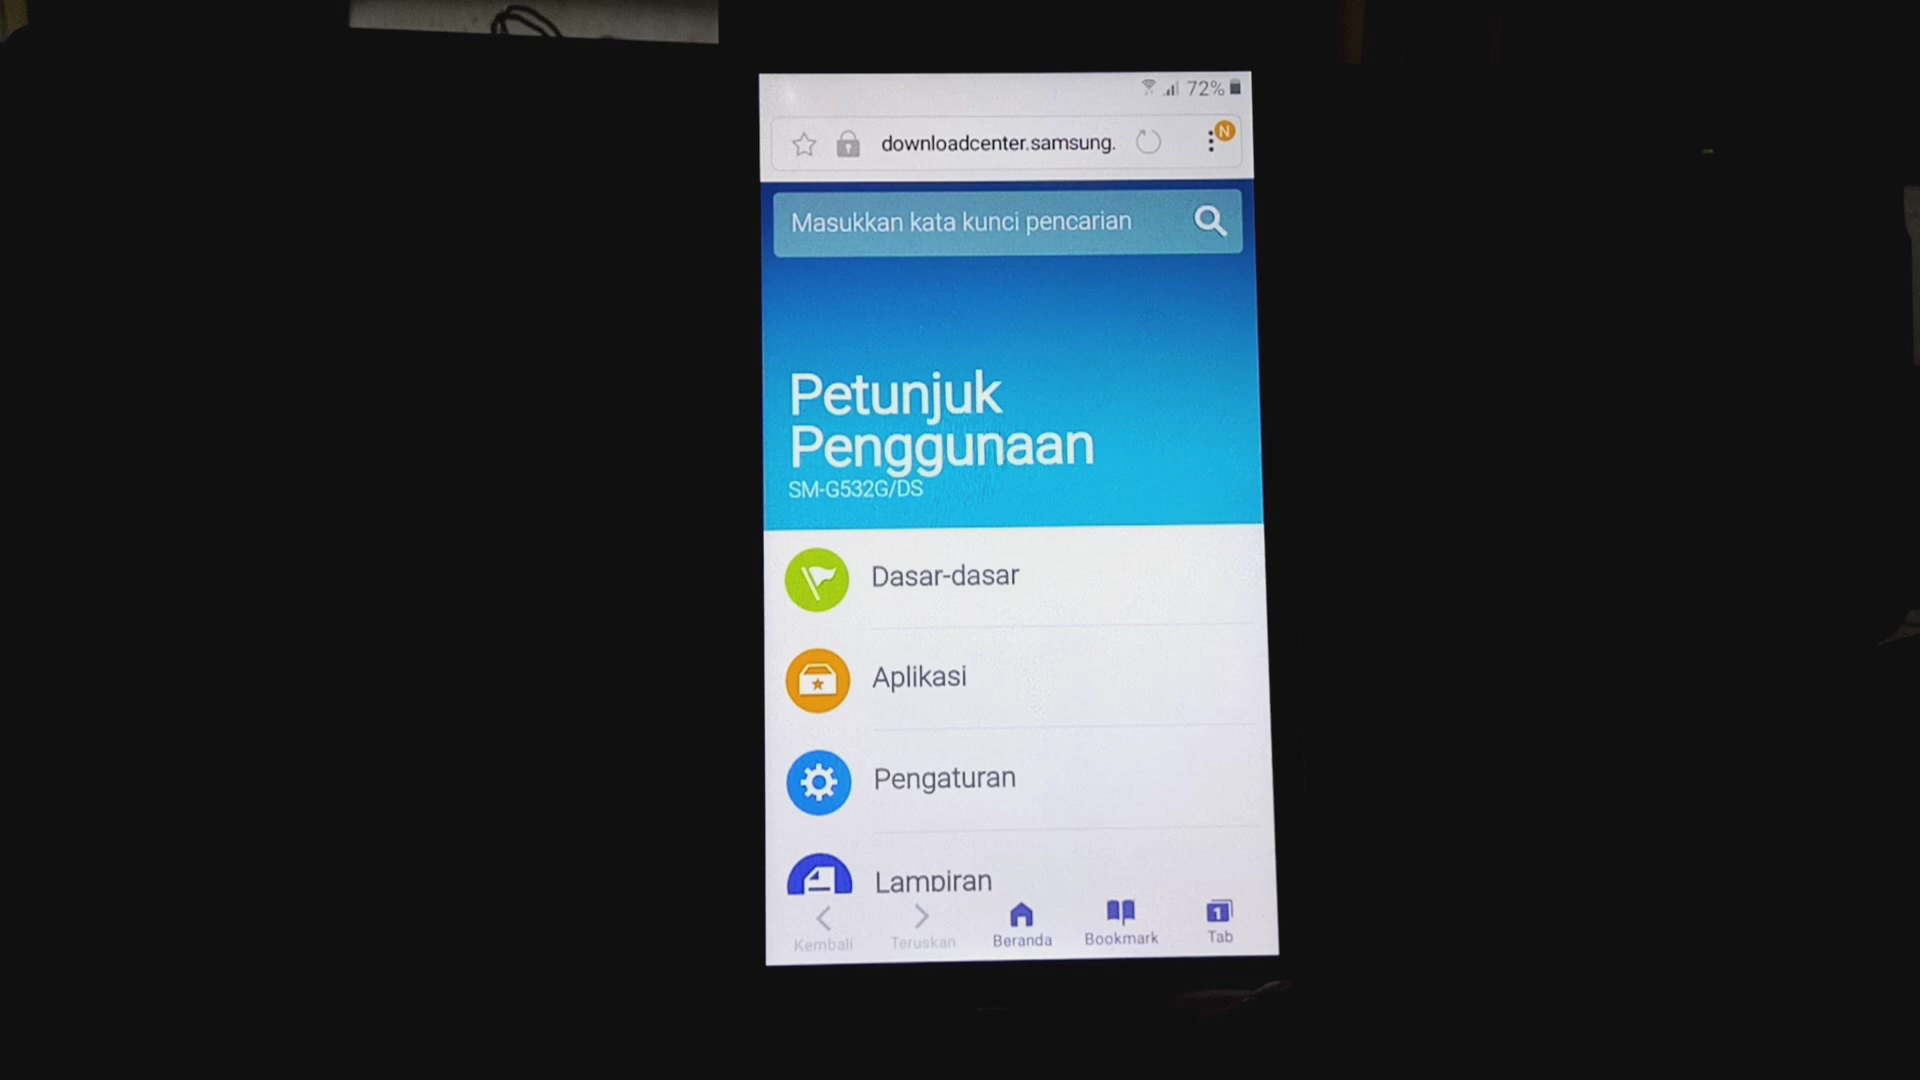 72%
downloadcenter.samsung.
N
Masukkan kata kunci pencarian
Petunjuk
Penggunaan
SM-G532G/DS
Dasar-dasar
Aplikasi
Pengaturan
Lampiran
Kembali
Teruskan
Beranda
Bookmark
1
Tab